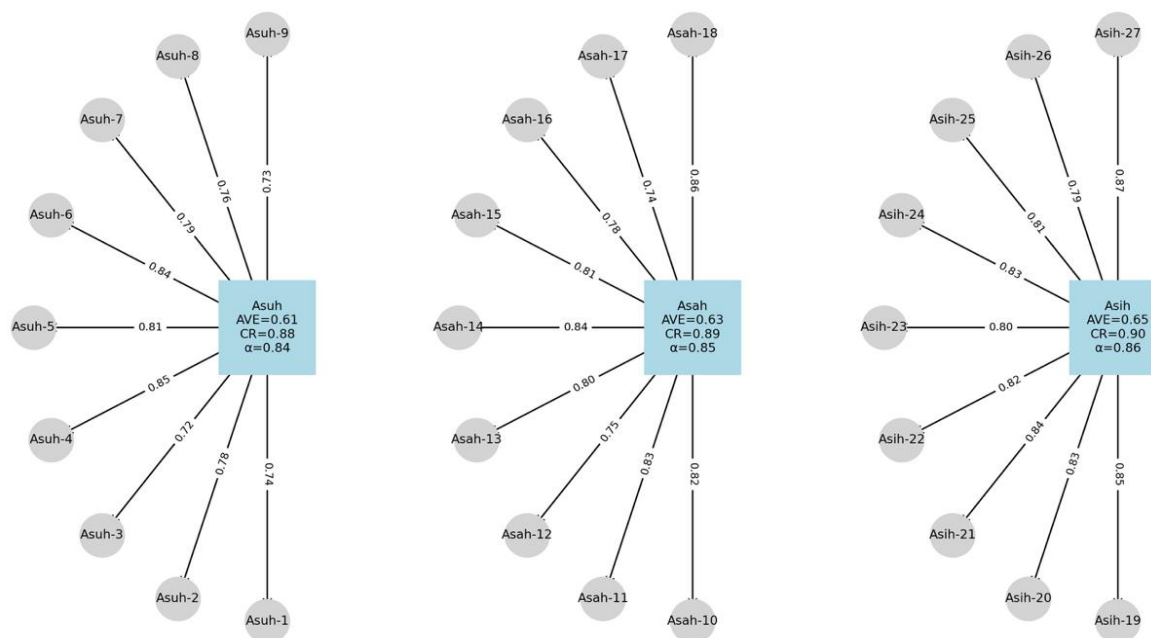 Asuh-9
Asuh-8
Asuh-7
Asuh-6
Asuh-5
Asuh-4
Asuh-3
Asuh-2
Asuh-1
0.73
0.76
0.79
0.84
0.81
0.85
0.72
0.78
0.74
Asuh
AVE=0.61
CR=0.88
α=0.84
Asah-18
Asah-17
Asah-16
Asah-15
Asah-14
Asah-13
Asah-12
Asah-11
Asah-10
0.86
0.74
0.78
0.81
0.84
0.80
0.75
0.83
0.82
Asah
AVE=0.63
CR=0.89
α=0.85
Asih-27
Asih-26
Asih-25
Asih-24
Asih-23
Asih-22
Asih-21
Asih-20
Asih-19
0.87
0.79
0.81
0.83
0.80
0.82
0.84
0.83
0.85
Asih
AVE=0.65
CR=0.90
α=0.86